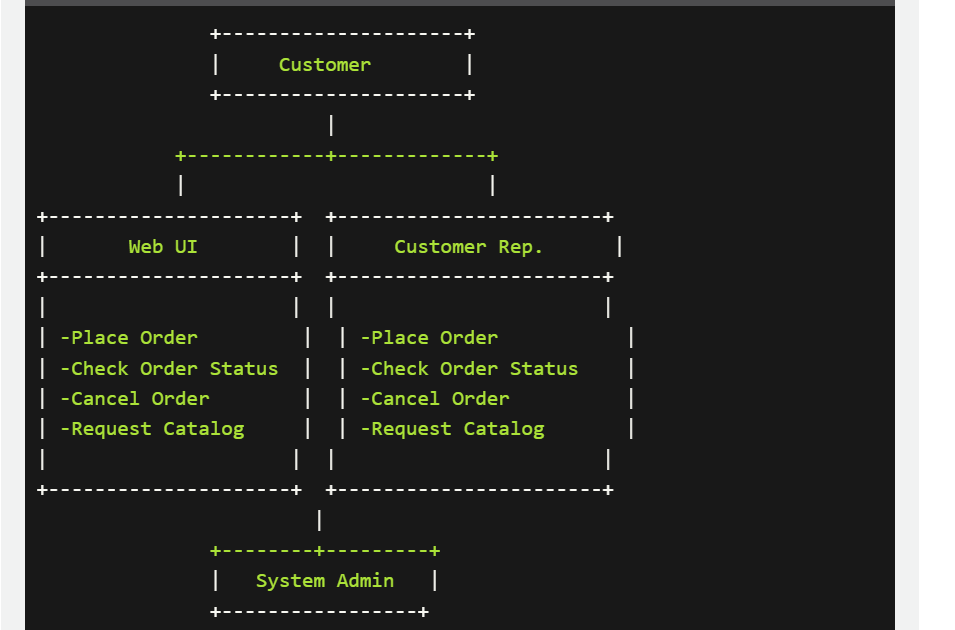 +---------------------+
|     Customer        |
+---------------------+
|
+------------+-------------+
|                          |
+---------------------+  +-----------------------+
|       Web UI        |  |     Customer Rep.      |
+---------------------+  +-----------------------+
|                     |  |                       |
| -Place Order         |  | -Place Order           |
| -Check Order Status  |  | -Check Order Status    |
| -Cancel Order        |  | -Cancel Order          |
| -Request Catalog     |  | -Request Catalog       |
|                     |  |                       |
+---------------------+  +-----------------------+
|
+--------+---------+
|   System Admin   |
+-----------------+